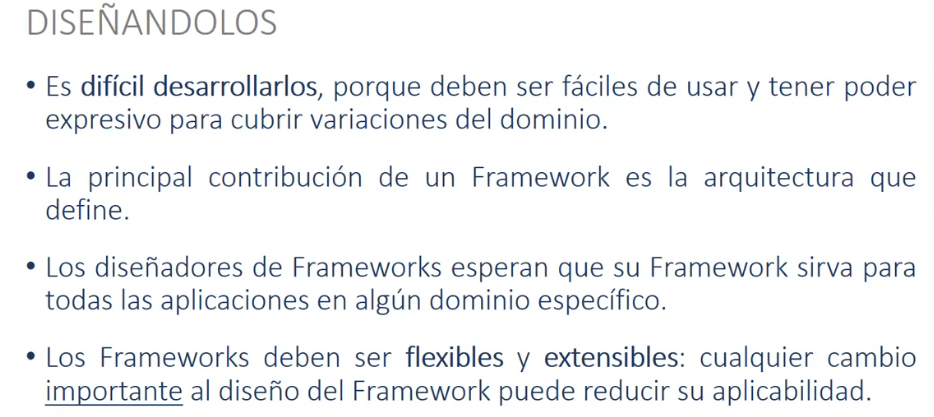 DISEÑANDOLOS
• Es difícil desarrollarlos, porque deben ser fáciles de usar y tener poder
expresivo para cubrir variaciones del dominio.
• La principal contribución de un Framework es la arquitectura que
define.
• Los diseñadores de Frameworks esperan que su Framework sirva para
todas las aplicaciones en algún dominio específico.
• Los Frameworks deben ser flexibles y extensibles: cualquier cambio
importante al diseño del Framework puede reducir su aplicabilidad.